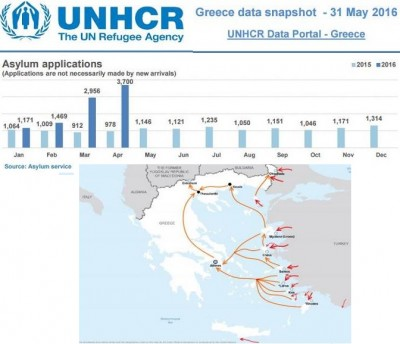 UNHCR
The UN Refugee Agency
Greece data snapshot - 31 May 2016
UNHCR Data Portal - Greece
Asylum applications
(Applications are not necessarily made by new arrivals)
2015 2016
1,064 1,171 1,009 1,469 912 2,956 978 3,700 1,146 1,121 1,235 1,050 1,151 1,046 1,171 1,314
Jan Feb Mar Apr May Jun Jul Aug Sep Oct Nov Dec
Source: Asylum service
BULGARIA
GREECE
TURKEY
Athens